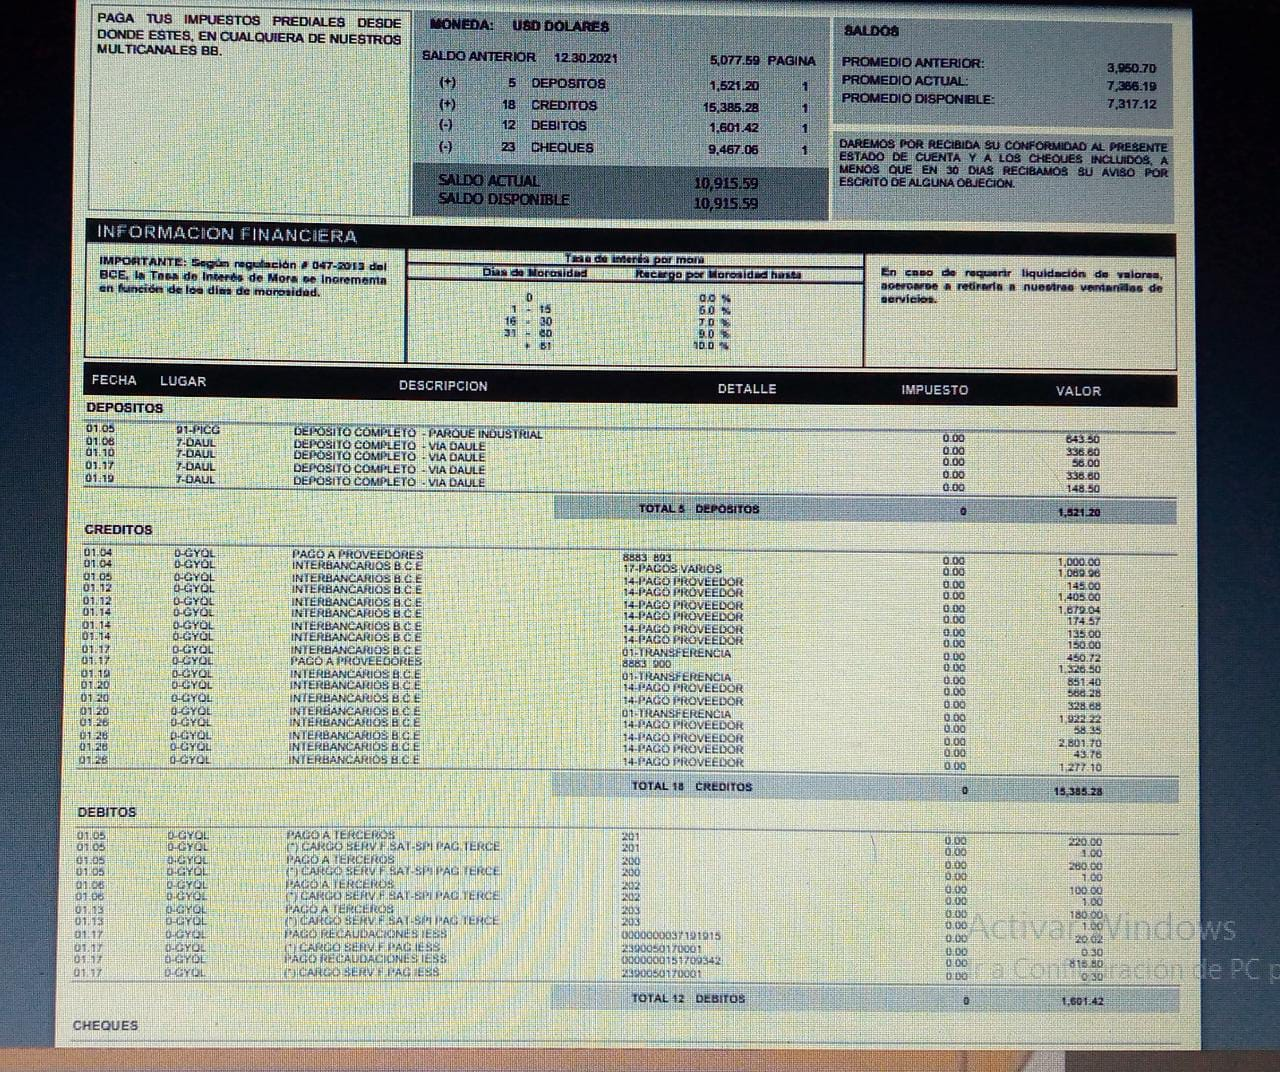 PAGA TUS IMPUESTOS PREDIALES DESDE
DONDE ESTES, EN CUALQUIERA DE NUESTROS
MULTICANALES BB.
MONEDA: USD DOLARES
SALDO ANTERIOR 12.30.2021 5,077.59 PAGINA
(+) 5 DEPOSITOS 1,521.20 1
(+) 18 CREDITOS 15,385.28 1
(-) 12 DEBITOS 1,601.42 1
(-) 23 CHEQUES 9,467.06 1
SALDO ACTUAL 10,915.59
SALDO DISPONIBLE 10,915.59
SALDOS
PROMEDIO ANTERIOR: 3,950.70
PROMEDIO ACTUAL: 7,366.19
PROMEDIO DISPONIBLE: 7,317.12
DAREMOS POR RECIBIDA SU CONFORMIDAD AL PRESENTE
ESTADO DE CUENTA Y A LOS CHEQUES INCLUIDOS, A
MENOS QUE EN 30 DIAS RECIBAMOS SU AVISO POR
ESCRITO DE ALGUNA OBJECION.
INFORMACION FINANCIERA
IMPORTANTE: Según regulación # 047-2013 del
BCE, la Tasa de Interés de Mora se incrementa
en función de los días de morosidad.
Tasa de interés por mora
Días de Morosidad Recargo por Morosidad hasta
0 0.0 %
1 - 15 5.0 %
16 - 30 7.0 %
31 - 60 9.0 %
+ 61 10.0 %
En caso de requerir liquidación de valores,
acercarse a retirarla a nuestras ventanillas de
servicios.
FECHA LUGAR DESCRIPCION DETALLE IMPUESTO VALOR
DEPOSITOS
01.05 91-PICG DEPOSITO COMPLETO - PARQUE INDUSTRIAL 0.00 643.50
01.06 7-DAUL DEPOSITO COMPLETO - VIA DAULE 0.00 336.60
01.10 7-DAUL DEPOSITO COMPLETO - VIA DAULE 0.00 56.00
01.17 7-DAUL DEPOSITO COMPLETO - VIA DAULE 0.00 336.60
01.19 7-DAUL DEPOSITO COMPLETO - VIA DAULE 0.00 148.50
TOTAL 5 DEPOSITOS 0 1,521.20
CREDITOS
01.04 0-GYQL PAGO A PROVEEDORES 8883 893 0.00 1,000.00
01.04 0-GYQL INTERBANCARIOS B.C.E 17-PAGOS VARIOS 0.00 1,069.96
01.05 0-GYQL INTERBANCARIOS B.C.E 14-PAGO PROVEEDOR 0.00 145.00
01.12 0-GYQL INTERBANCARIOS B.C.E 14-PAGO PROVEEDOR 0.00 1,405.00
01.12 0-GYQL INTERBANCARIOS B.C.E 14-PAGO PROVEEDOR 0.00 1,679.04
01.14 0-GYQL INTERBANCARIOS B.C.E 14-PAGO PROVEEDOR 0.00 174.57
01.14 0-GYQL INTERBANCARIOS B.C.E 14-PAGO PROVEEDOR 0.00 135.00
01.14 0-GYQL INTERBANCARIOS B.C.E 14-PAGO PROVEEDOR 0.00 150.00
01.17 0-GYQL INTERBANCARIOS B.C.E 01-TRANSFERENCIA 0.00 450.72
01.17 0-GYQL PAGO A PROVEEDORES 8883 900 0.00 1,326.50
01.19 0-GYQL INTERBANCARIOS B.C.E 01-TRANSFERENCIA 0.00 851.40
01.20 0-GYQL INTERBANCARIOS B.C.E 14-PAGO PROVEEDOR 0.00 566.28
01.20 0-GYQL INTERBANCARIOS B.C.E 14-PAGO PROVEEDOR 0.00 328.68
01.20 0-GYQL INTERBANCARIOS B.C.E 01-TRANSFERENCIA 0.00 1,922.22
01.26 0-GYQL INTERBANCARIOS B.C.E 14-PAGO PROVEEDOR 0.00 58.35
01.26 0-GYQL INTERBANCARIOS B.C.E 14-PAGO PROVEEDOR 0.00 2,801.70
01.26 0-GYQL INTERBANCARIOS B.C.E 14-PAGO PROVEEDOR 0.00 43.76
01.26 0-GYQL INTERBANCARIOS B.C.E 14-PAGO PROVEEDOR 0.00 1,277.10
TOTAL 18 CREDITOS 0 15,385.28
DEBITOS
01.05 0-GYQL PAGO A TERCEROS 201 0.00 220.00
01.05 0-GYQL (*) CARGO SERV.F.SAT-SPI PAG.TERCE 201 0.00 1.00
01.05 0-GYQL PAGO A TERCEROS 200 0.00 260.00
01.05 0-GYQL (*) CARGO SERV.F.SAT-SPI PAG.TERCE 200 0.00 1.00
01.06 0-GYQL PAGO A TERCEROS 202 0.00 100.00
01.06 0-GYQL (*) CARGO SERV.F.SAT-SPI PAG.TERCE 202 0.00 1.00
01.13 0-GYQL PAGO A TERCEROS 203 0.00 180.00
01.13 0-GYQL (*) CARGO SERV.F.SAT-SPI PAG.TERCE 203 0.00 1.00
01.17 0-GYQL PAGO RECAUDACIONES IESS 0000000037191915 0.00 20.02
01.17 0-GYQL (*) CARGO SERV.F.PAG.IESS 2390050170001 0.00 0.30
01.17 0-GYQL PAGO RECAUDACIONES IESS 0000000151709342 0.00 816.80
01.17 0-GYQL (*) CARGO SERV.F.PAG.IESS 2390050170001 0.00 0.30
TOTAL 12 DEBITOS 0 1,601.42
CHEQUES
Activar Windows
Ir a Configuración de PC p